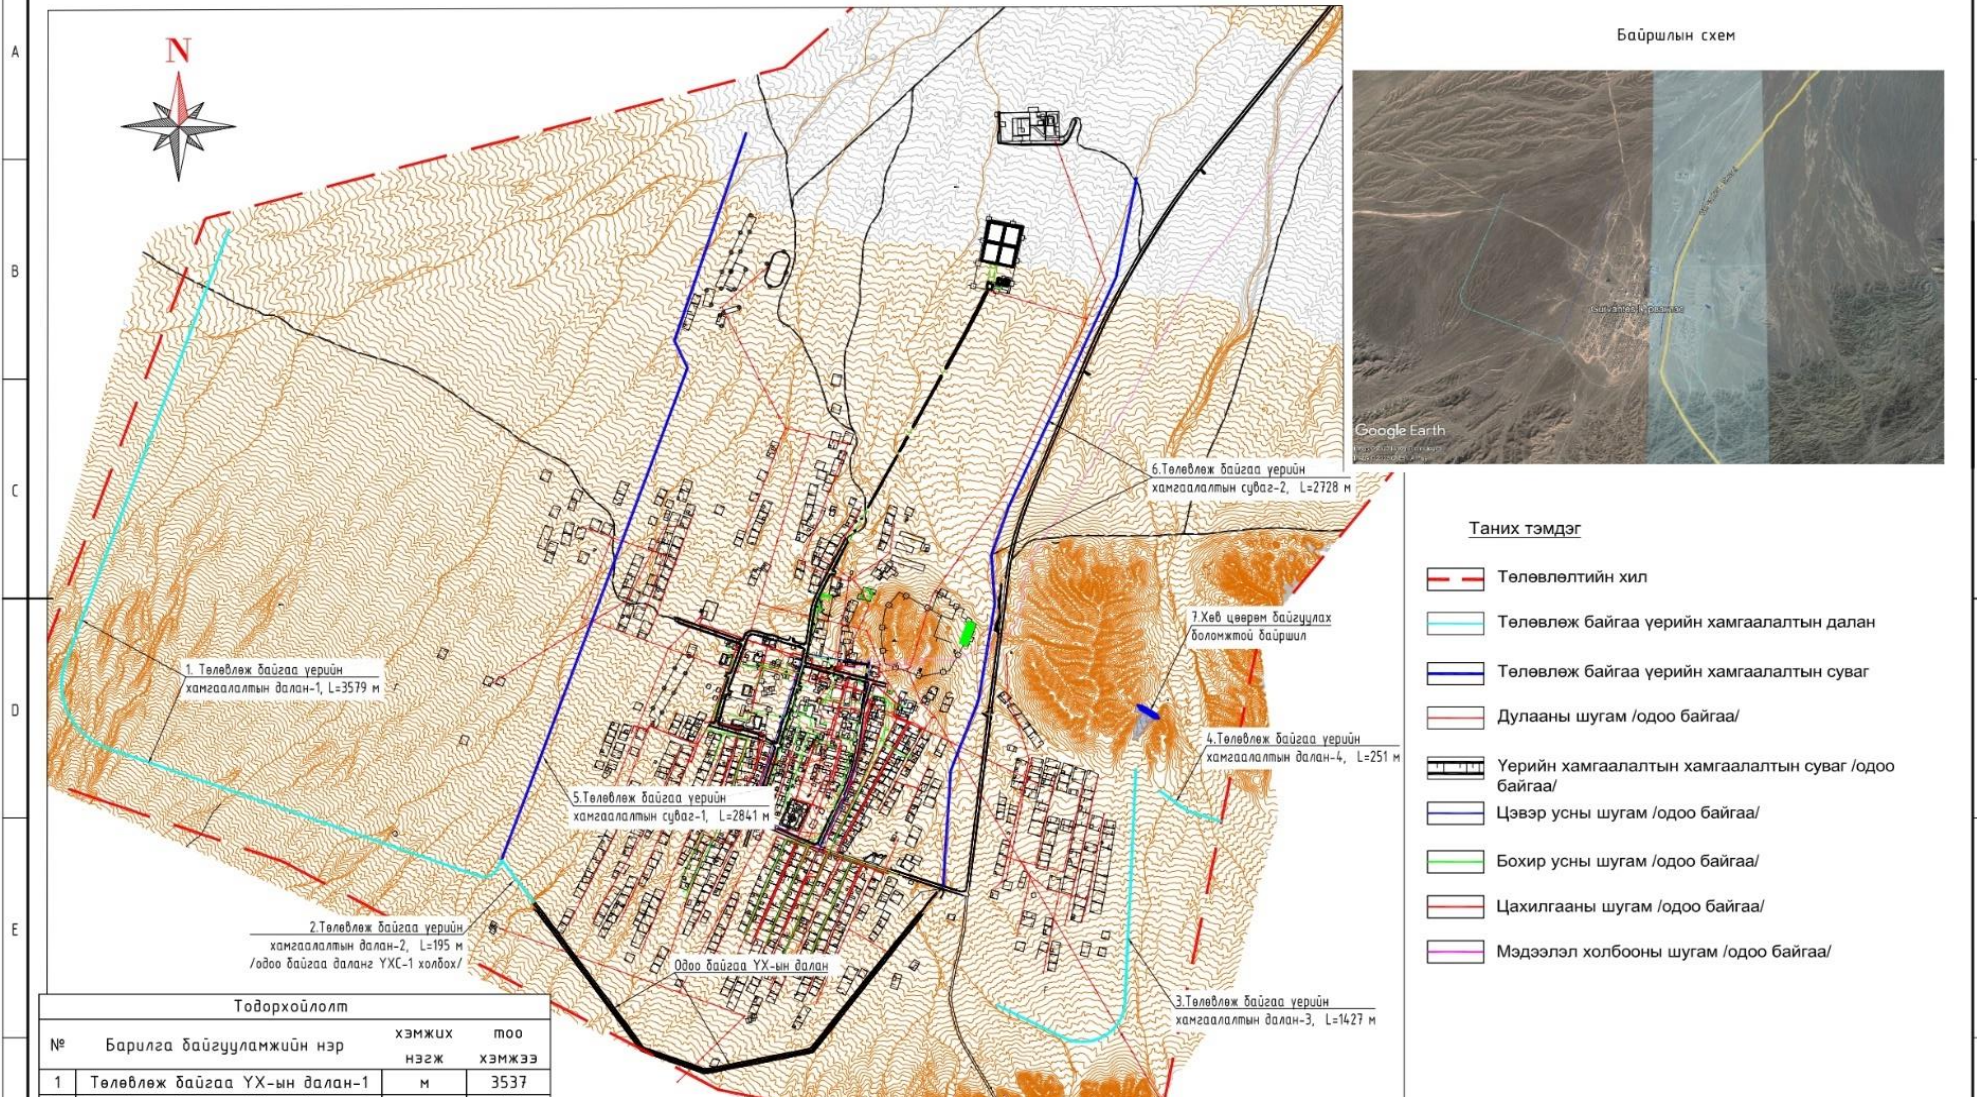 A
B
C
D
E
N
Байршлын схем
Gurvantes
Google Earth
6.Төлөвлөж байгаа үерийн
хамгаалалтын суваг-2, L=2728 м
7.Хөв цөөрөм байгуулах
боломжтой байршил
1. Төлөвлөж байгаа үерийн
хамгаалалтын далан-1, L=3579 м
4.Төлөвлөж байгаа үерийн
хамгаалалтын далан-4, L=251 м
5.Төлөвлөж байгаа үерийн
хамгаалалтын суваг-1, L=2841 м
2.Төлөвлөж байгаа үерийн
хамгаалалтын далан-2, L=195 м
/одоо байгаа даланг ҮХС-1 холбох/
Одоо байгаа ҮХ-ын далан
3.Төлөвлөж байгаа үерийн
хамгаалалтын далан-3, L=1427 м
Таних тэмдэг
Төлөвлөлтийн хил
Төлөвлөж байгаа үерийн хамгаалалтын далан
Төлөвлөж байгаа үерийн хамгаалалтын суваг
Дулааны шугам /одоо байгаа/
Үерийн хамгаалалтын хамгаалалтын суваг /одоо
байгаа/
Цэвэр усны шугам /одоо байгаа/
Бохир усны шугам /одоо байгаа/
Цахилгааны шугам /одоо байгаа/
Мэдээлэл холбооны шугам /одоо байгаа/
Тодорхойлолт
№ Барилга байгууламжийн нэр хэмжих нэгж тоо хэмжээ
1 Төлөвлөж байгаа ҮХ-ын далан-1 м 3537